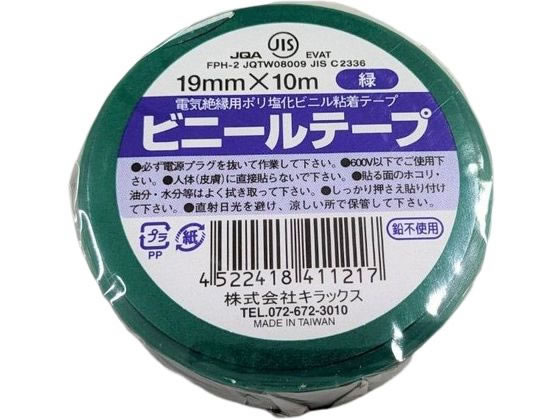 JIS
JQA EVAT
FPH-2 JQTW08009 JIS C 2336
19mm×10m 緑
電気絶縁用ポリ塩化ビニル粘着テープ
ビニールテープ
●必ず電源プラグを抜いて作業して下さい。●600V以下でご使用下
さい。●人体(皮膚)に直接貼らないで下さい。●貼る面のホコリ・
油分・水分等はよく拭き取って下さい。●しっかり押さえ貼り付け
て下さい。●直射日光を避け、涼しい所で保管して下さい。
プラ 紙 鉛不使用
PP
4522418411217
株式会社キラックス
TEL.072-672-3010
MADE IN TAIWAN